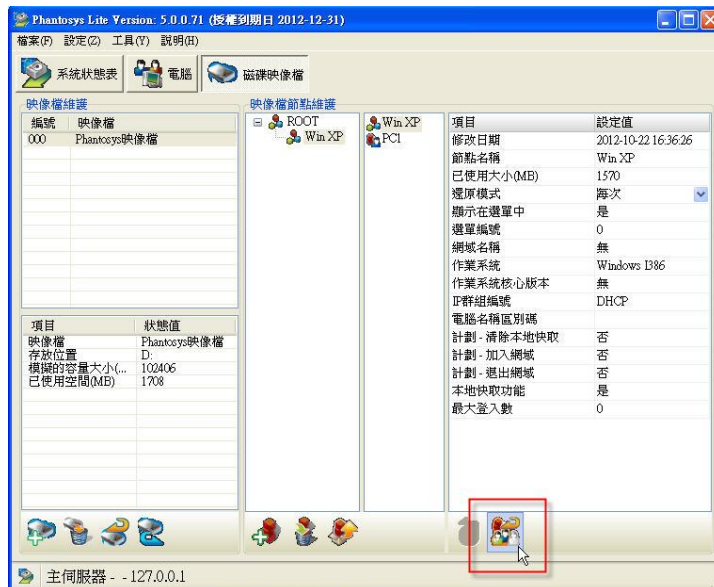 Phantosys Lite Version: 5.0.0.71 (授權到期日 2012-12-31)
檔案(F) 設定(Z) 工具(Y) 說明(H)
系統狀態表 電腦 磁碟映像檔
映像檔維護
編號 映像檔
000 Phantosys映像檔
項目 狀態值
映像檔 Phantosys映像檔
存放位置 D:
模擬的容量大小(... 102406
已使用空間(MB) 1708
映像檔節點維護
ROOT
Win XP
Win XP
PC1
項目 設定值
修改日期 2012-10-22 16:36:26
節點名稱 Win XP
已使用大小(MB) 1570
還原模式 每次
顯示在選單中 是
選單編號 0
網域名稱 無
作業系統 Windows I386
作業系統核心版本 無
IP群組編號 DHCP
電腦名稱區別碼
計劃 - 清除本地快取 否
計劃 - 加入網域 否
計劃 - 退出網域 否
本地快取功能 是
最大登入數 0
主伺服器 - - 127.0.0.1